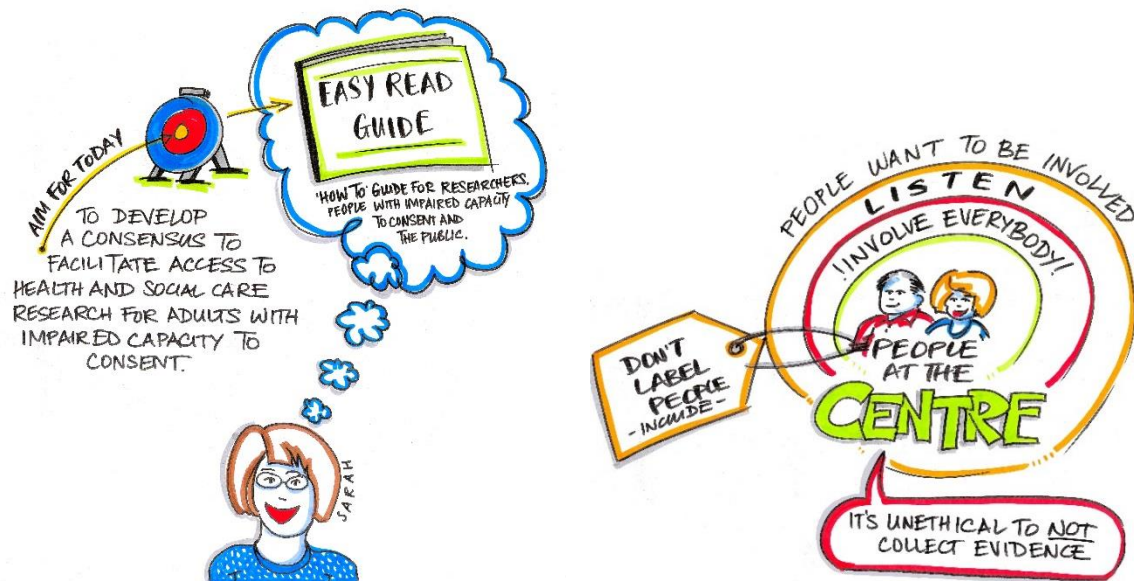 AIM FOR TODAY
TO DEVELOP
A CONSENSUS TO
FACILITATE ACCESS TO
HEALTH AND SOCIAL CARE
RESEARCH FOR ADULTS WITH
IMPAIRED CAPACITY TO
CONSENT.
EASY READ
GUIDE
'HOW TO' GUIDE FOR RESEARCHERS,
PEOPLE WITH IMPAIRED CAPACITY
TO CONSENT AND
THE PUBLIC.
SARAH
PEOPLE WANT TO BE INVOLVED
LISTEN
!INVOLVE EVERYBODY!
PEOPLE
AT THE
CENTRE
DON'T
LABEL
PEOPLE
- INCLUDE -
IT'S UNETHICAL TO NOT
COLLECT EVIDENCE